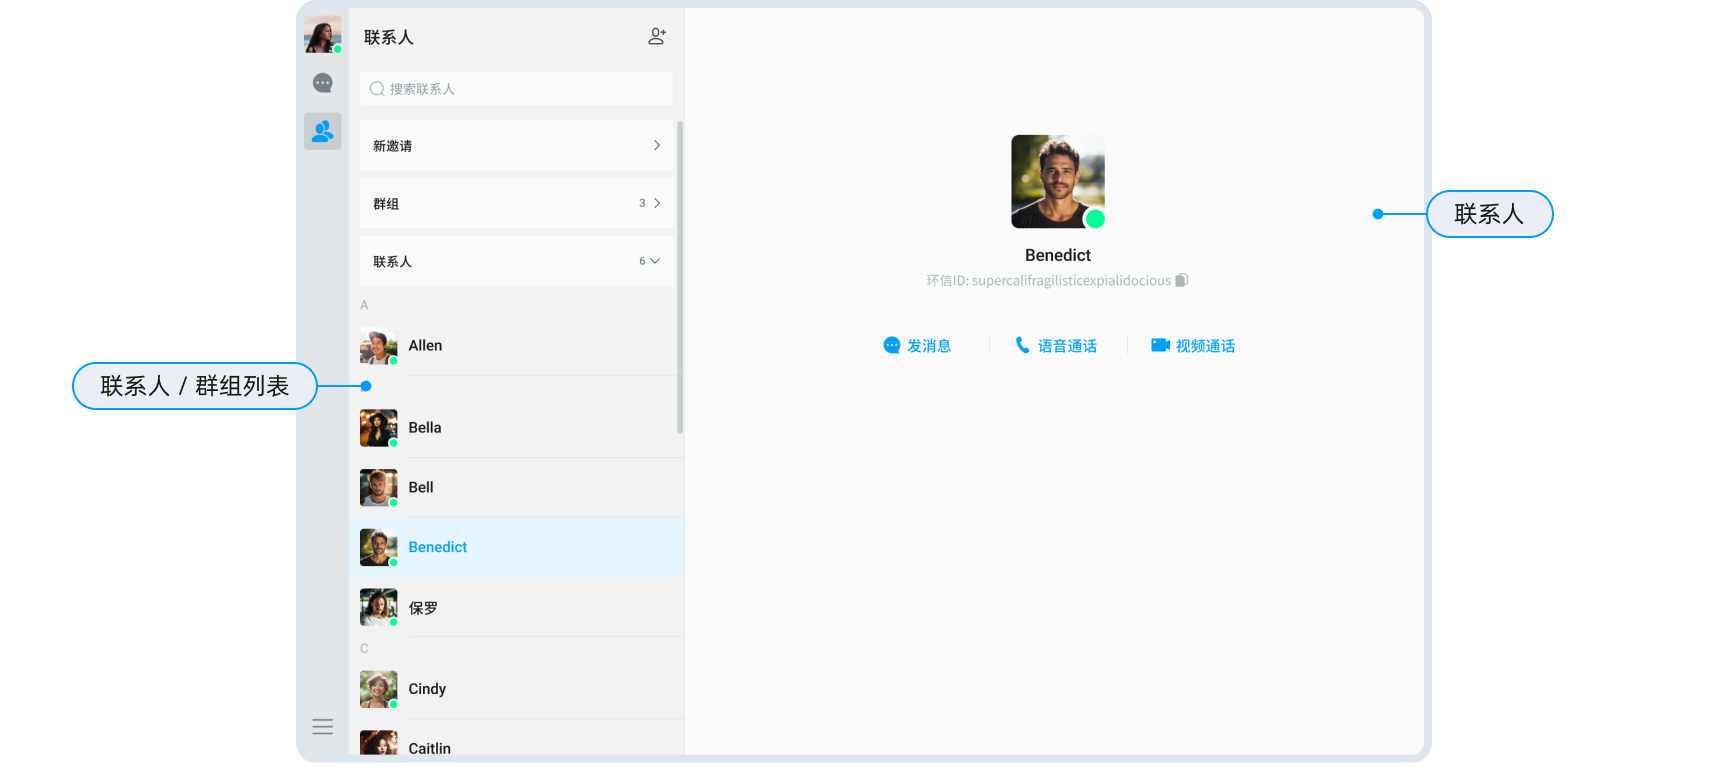 联系人
搜索联系人
新邀请
群组 3
联系人 6
A
Allen
Bella
Bell
Benedict
保罗
C
Cindy
Caitlin
联系人 / 群组列表
Benedict
环信ID: supercalifragilisticexpialidocious
发消息 语音通话 视频通话
联系人